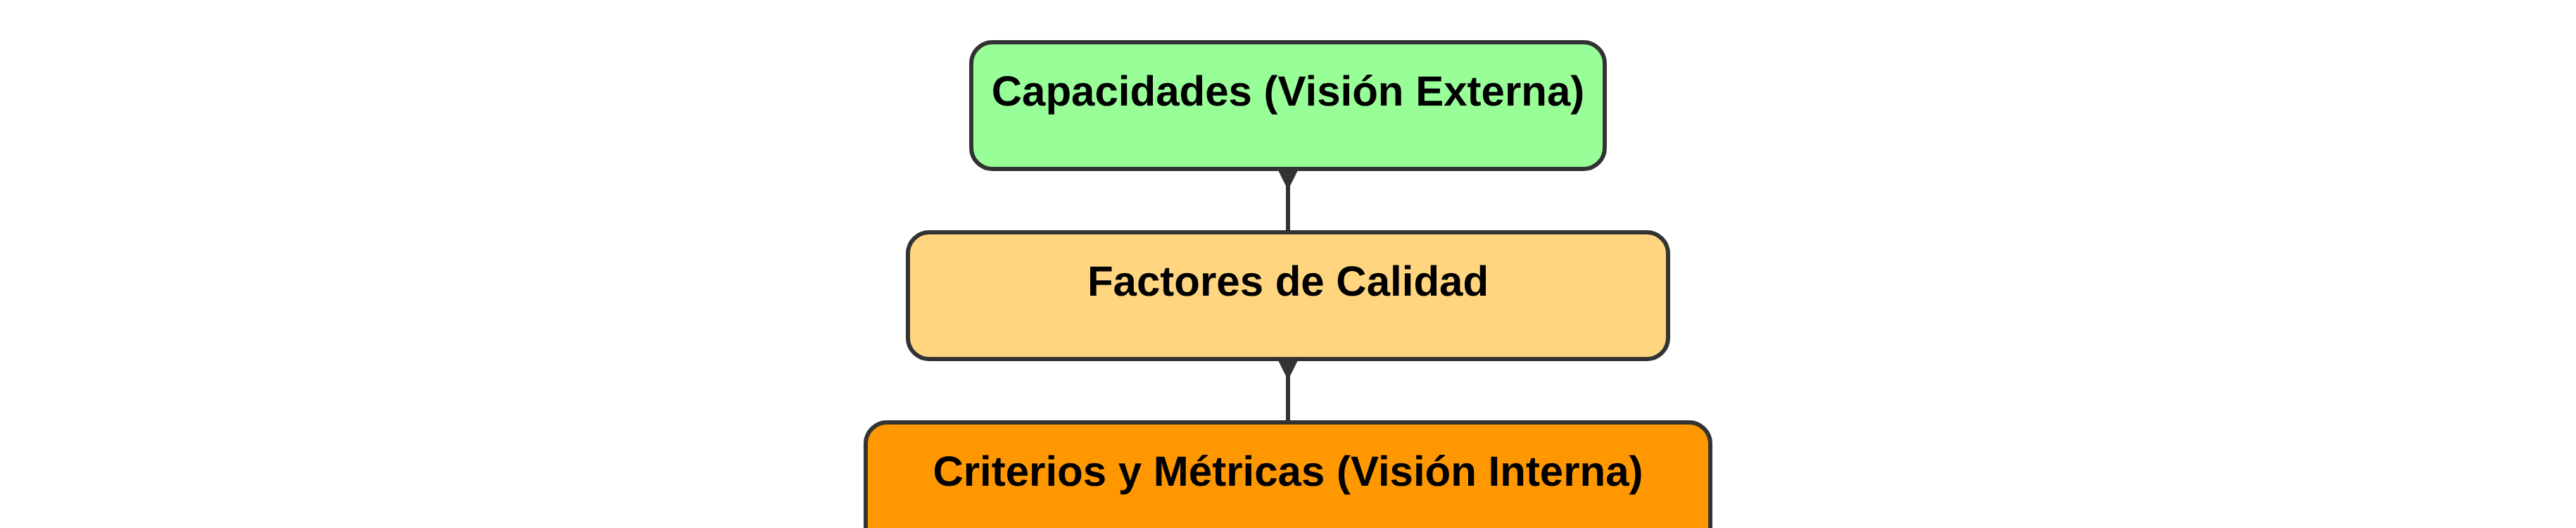 Capacidades (Visión Externa)
Factores de Calidad
Criterios y Métricas (Visión Interna)